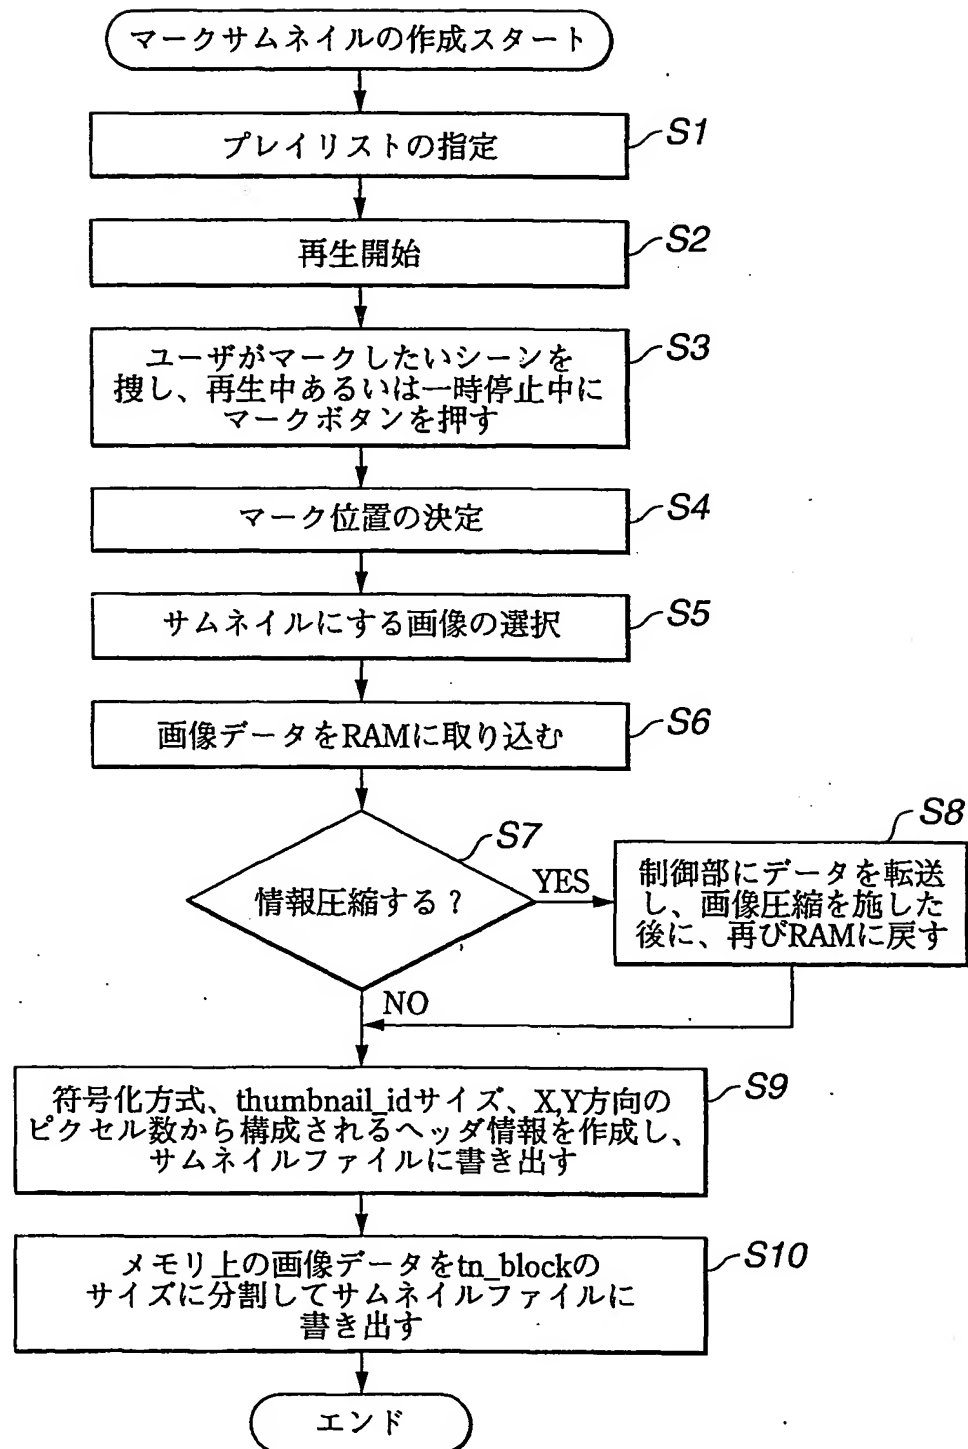 マークサムネイルの作成スタート
プレイリストの指定
S1
再生開始
S2
ユーザがマークしたいシーンを
捜し、再生中あるいは一時停止中に
マークボタンを押す
S3
マーク位置の決定
S4
サムネイルにする画像の選択
S5
画像データをRAMに取り込む
S6
情報圧縮する?
S7
YES
制御部にデータを転送
し、画像圧縮を施した
後に、再びRAMに戻す
S8
NO
符号化方式、thumbnail_idサイズ、X,Y方向の
ピクセル数から構成されるヘッダ情報を作成し、
サムネイルファイルに書き出す
S9
メモリ上の画像データをtn_blockの
サイズに分割してサムネイルファイルに
書き出す
S10
エンド